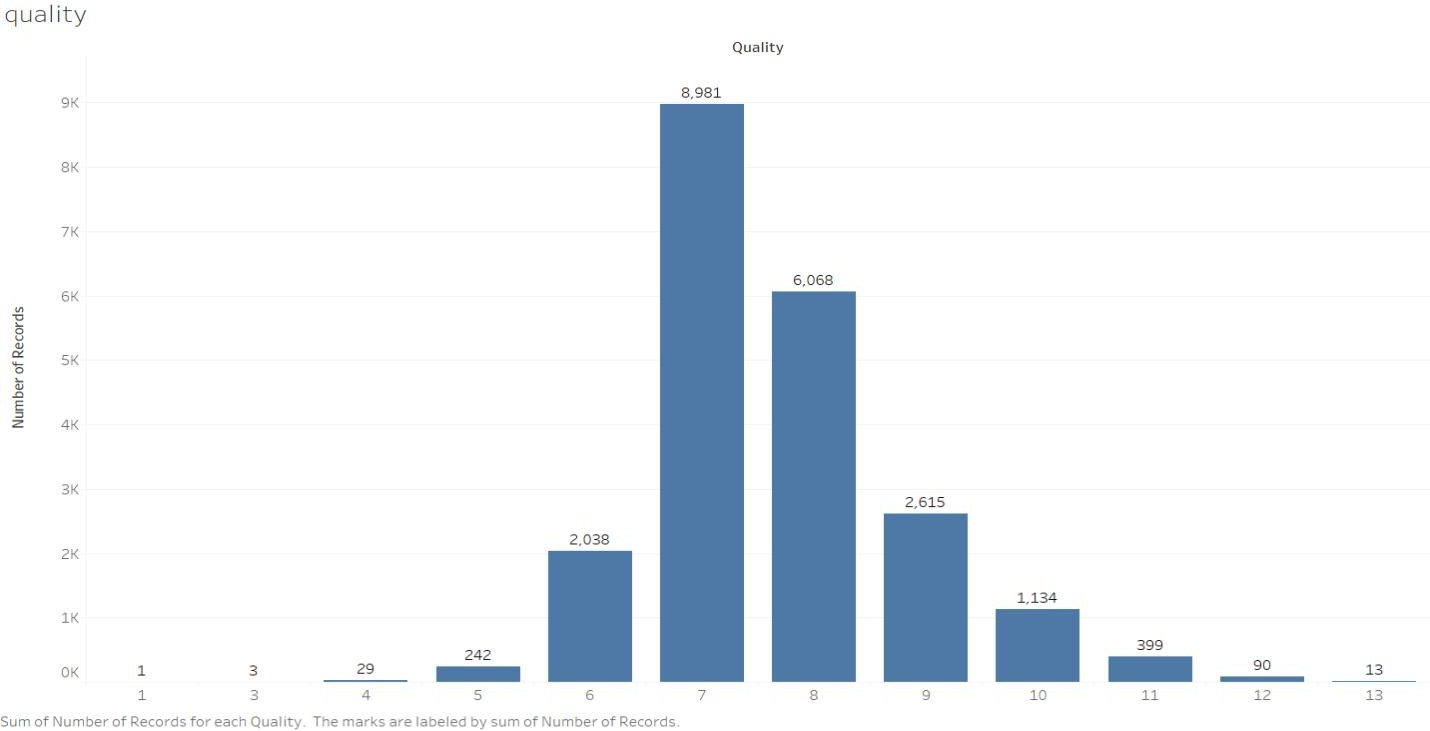 quality
Quality
8,981
9K
8K
7K
6,068
6K
5K
Number of Records
4K
3K
2,615
2,038
2K
1,134
1K
399
242
1 3 29 90 13
0K
1 3 4 5 6 7 8 9 10 11 12 13
Sum of Number of Records for each Quality. The marks are labeled by sum of Number of Records.